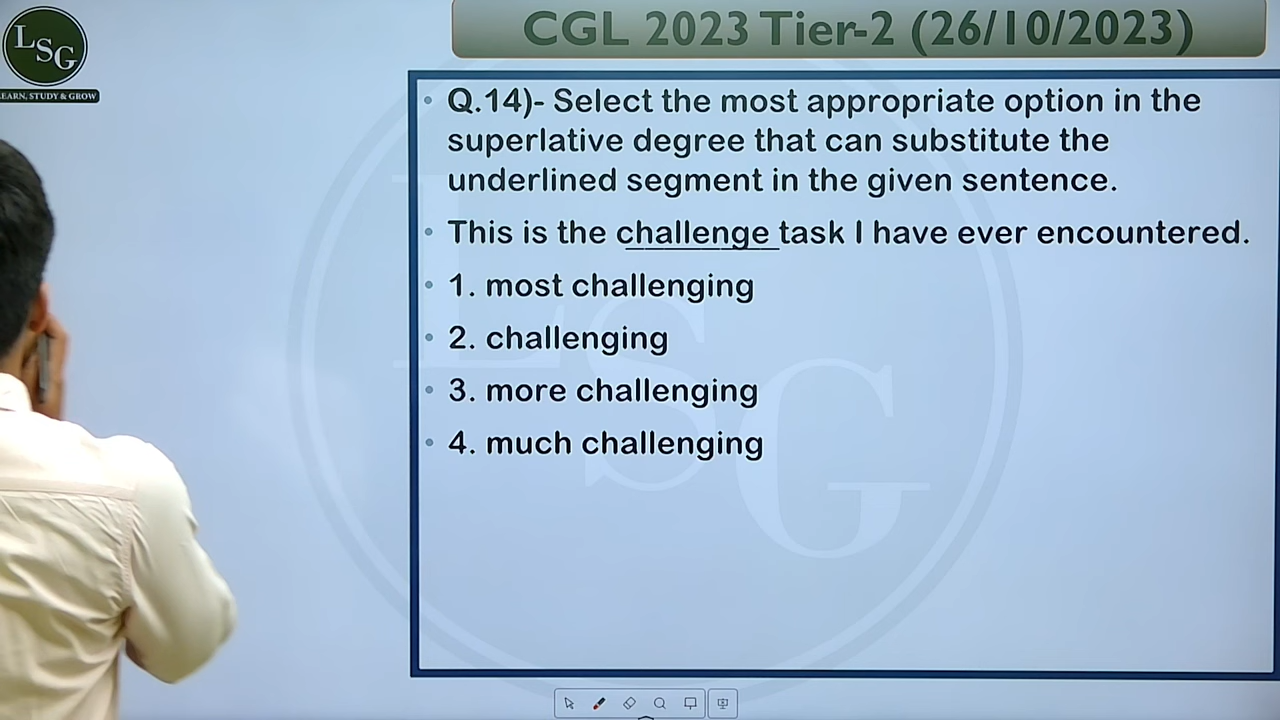 LSG
LEARN, STUDY & GROW
CGL 2023 Tier-2 (26/10/2023)
• Q.14)- Select the most appropriate option in the
superlative degree that can substitute the
underlined segment in the given sentence.
• This is the challenge task I have ever encountered.
• 1. most challenging
• 2. challenging
• 3. more challenging
• 4. much challenging
LSG